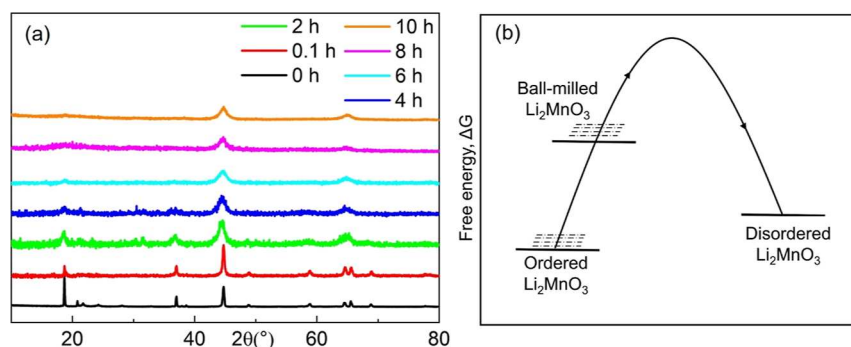 (a)
2 h
0.1 h
0 h
10 h
8 h
6 h
4 h
20
40
2θ(°)
60
80
(b)
Free energy, ΔG
Ball-milled
Li₂MnO₃
Ordered
Li₂MnO₃
Disordered
Li₂MnO₃